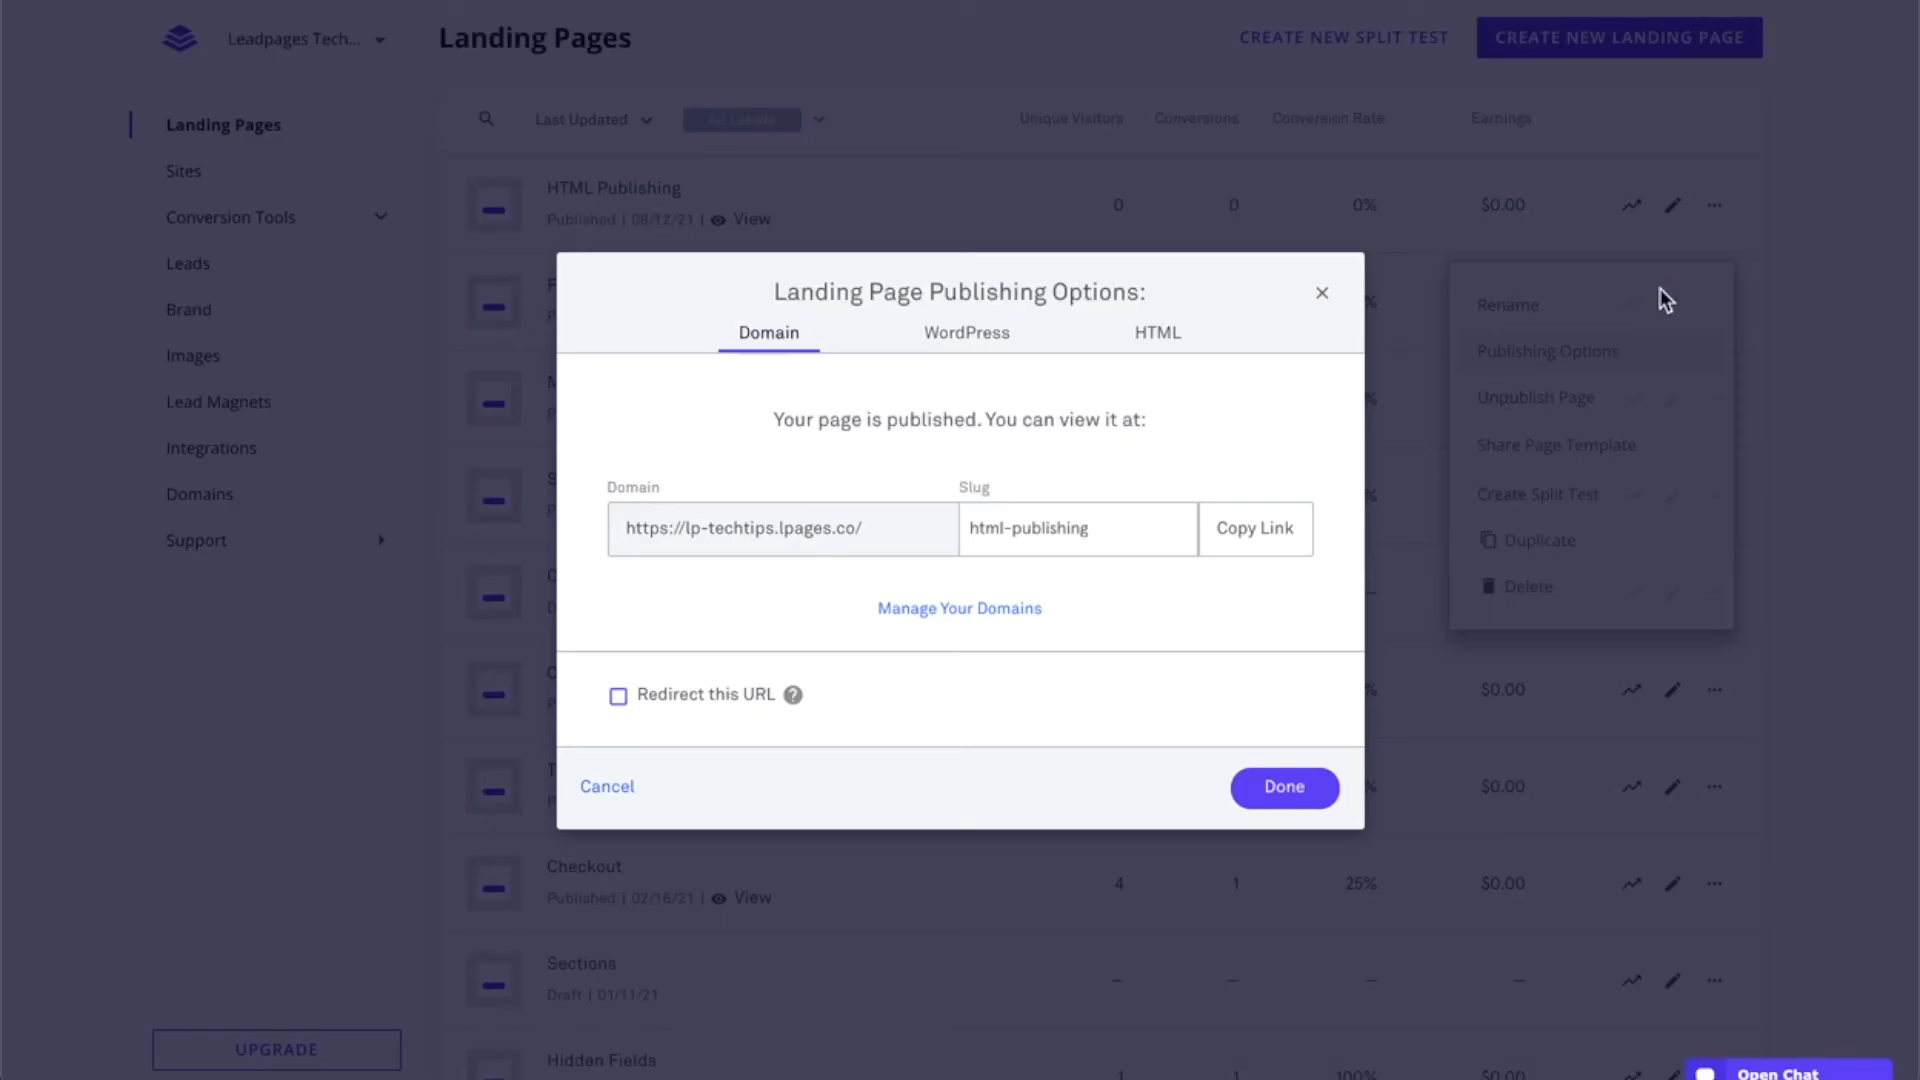 Leadpages Tech...
Landing Pages
CREATE NEW SPLIT TEST
CREATE NEW LANDING PAGE
Landing Pages
Sites
Conversion Tools
Leads
Brand
Images
Lead Magnets
Integrations
Domains
Support
UPGRADE
Last Updated
All Labels
Unique Visitors
Conversions
Conversion Rate
Earnings
HTML Publishing
Published | 08/12/21 | View
0 0 0% $0.00
Landing Page Publishing Options:
Domain
WordPress
HTML
Your page is published. You can view it at:
Domain
Slug
https://lp-techtips.lpages.co/
html-publishing
Copy Link
Manage Your Domains
Redirect this URL
?
Cancel
Done
Rename
Publishing Options
Unpublish Page
Share Page Template
Create Split Test
Duplicate
Delete
$0.00
$0.00
Checkout
Published | 02/16/21 | View
4 1 25% $0.00
Sections
Draft | 01/11/21
– – – –
Hidden Fields
1 1 100% $0.00
Open Chat